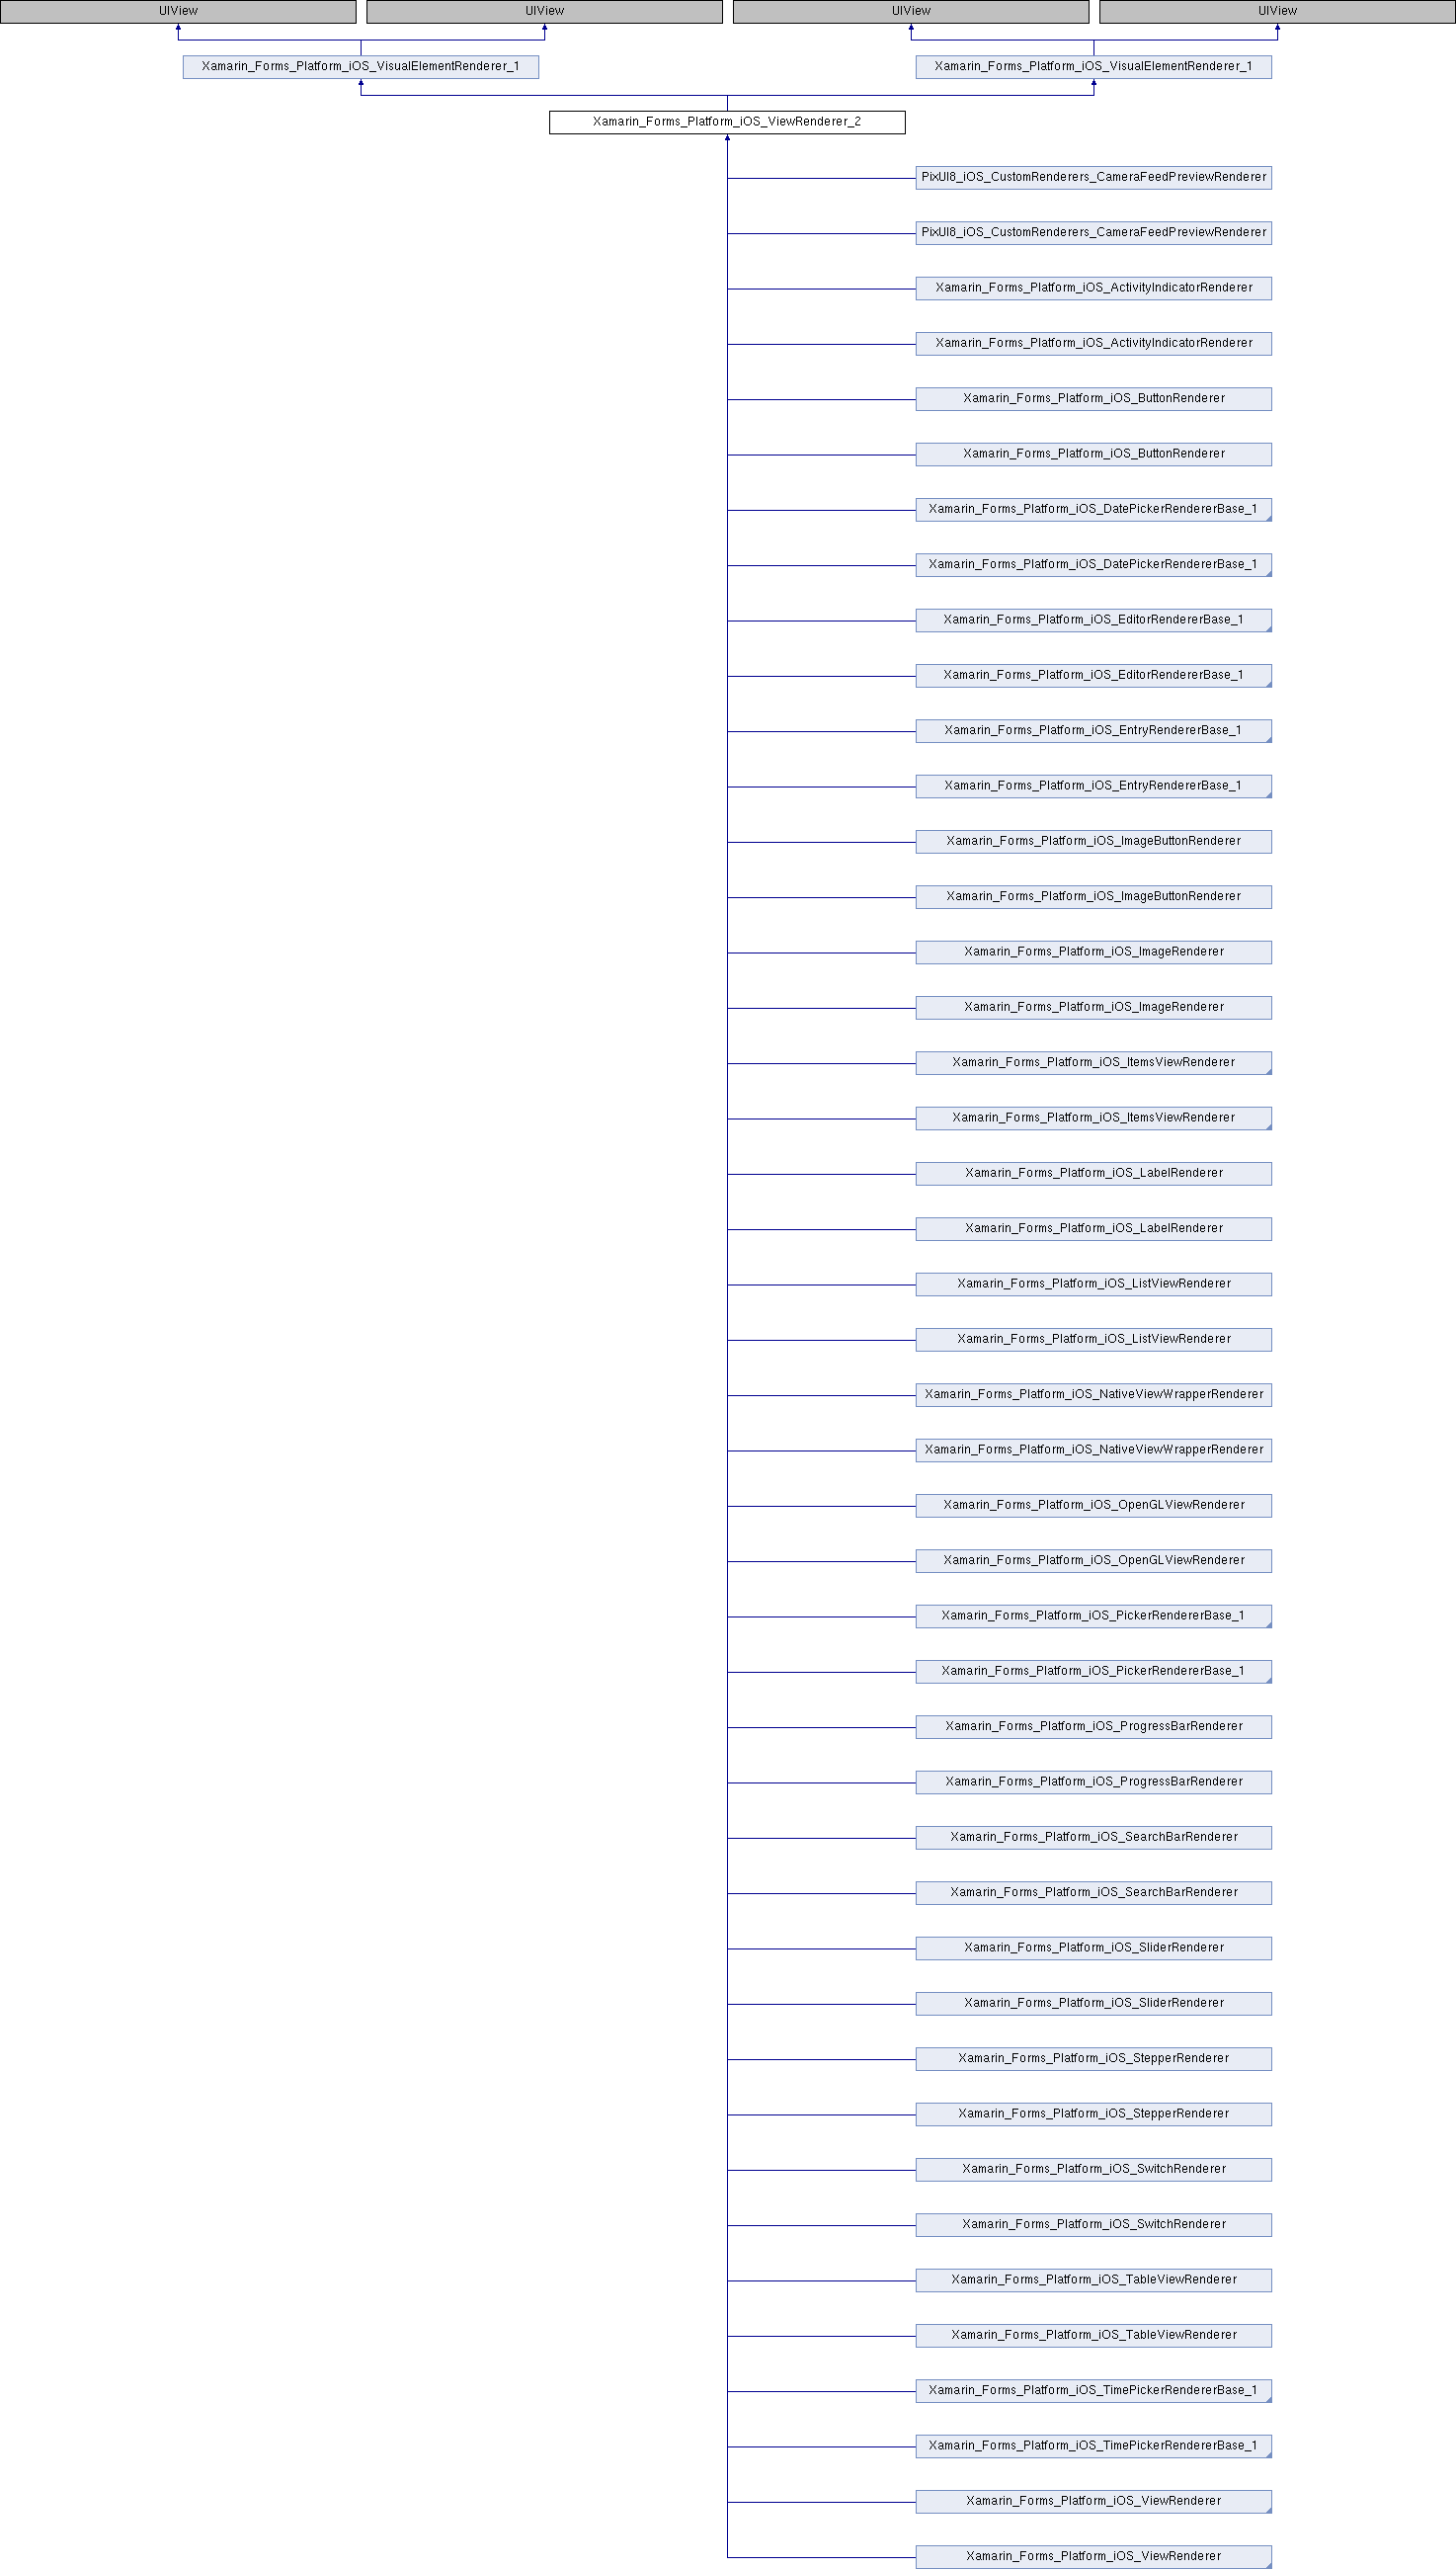 UIView UIView UIView UIView
Xamarin_Forms_Platform_iOS_VisualElementRenderer_1 Xamarin_Forms_Platform_iOS_VisualElementRenderer_1
Xamarin_Forms_Platform_iOS_ViewRenderer_2
PixUI8_iOS_CustomRenderers_CameraFeedPreviewRenderer
PixUI8_iOS_CustomRenderers_CameraFeedPreviewRenderer
Xamarin_Forms_Platform_iOS_ActivityIndicatorRenderer
Xamarin_Forms_Platform_iOS_ActivityIndicatorRenderer
Xamarin_Forms_Platform_iOS_ButtonRenderer
Xamarin_Forms_Platform_iOS_ButtonRenderer
Xamarin_Forms_Platform_iOS_DatePickerRendererBase_1
Xamarin_Forms_Platform_iOS_DatePickerRendererBase_1
Xamarin_Forms_Platform_iOS_EditorRendererBase_1
Xamarin_Forms_Platform_iOS_EditorRendererBase_1
Xamarin_Forms_Platform_iOS_EntryRendererBase_1
Xamarin_Forms_Platform_iOS_EntryRendererBase_1
Xamarin_Forms_Platform_iOS_ImageButtonRenderer
Xamarin_Forms_Platform_iOS_ImageButtonRenderer
Xamarin_Forms_Platform_iOS_ImageRenderer
Xamarin_Forms_Platform_iOS_ImageRenderer
Xamarin_Forms_Platform_iOS_ItemsViewRenderer
Xamarin_Forms_Platform_iOS_ItemsViewRenderer
Xamarin_Forms_Platform_iOS_LabelRenderer
Xamarin_Forms_Platform_iOS_LabelRenderer
Xamarin_Forms_Platform_iOS_ListViewRenderer
Xamarin_Forms_Platform_iOS_ListViewRenderer
Xamarin_Forms_Platform_iOS_NativeViewWrapperRenderer
Xamarin_Forms_Platform_iOS_NativeViewWrapperRenderer
Xamarin_Forms_Platform_iOS_OpenGLViewRenderer
Xamarin_Forms_Platform_iOS_OpenGLViewRenderer
Xamarin_Forms_Platform_iOS_PickerRendererBase_1
Xamarin_Forms_Platform_iOS_PickerRendererBase_1
Xamarin_Forms_Platform_iOS_ProgressBarRenderer
Xamarin_Forms_Platform_iOS_ProgressBarRenderer
Xamarin_Forms_Platform_iOS_SearchBarRenderer
Xamarin_Forms_Platform_iOS_SearchBarRenderer
Xamarin_Forms_Platform_iOS_SliderRenderer
Xamarin_Forms_Platform_iOS_SliderRenderer
Xamarin_Forms_Platform_iOS_StepperRenderer
Xamarin_Forms_Platform_iOS_StepperRenderer
Xamarin_Forms_Platform_iOS_SwitchRenderer
Xamarin_Forms_Platform_iOS_SwitchRenderer
Xamarin_Forms_Platform_iOS_TableViewRenderer
Xamarin_Forms_Platform_iOS_TableViewRenderer
Xamarin_Forms_Platform_iOS_TimePickerRendererBase_1
Xamarin_Forms_Platform_iOS_TimePickerRendererBase_1
Xamarin_Forms_Platform_iOS_ViewRenderer
Xamarin_Forms_Platform_iOS_ViewRenderer